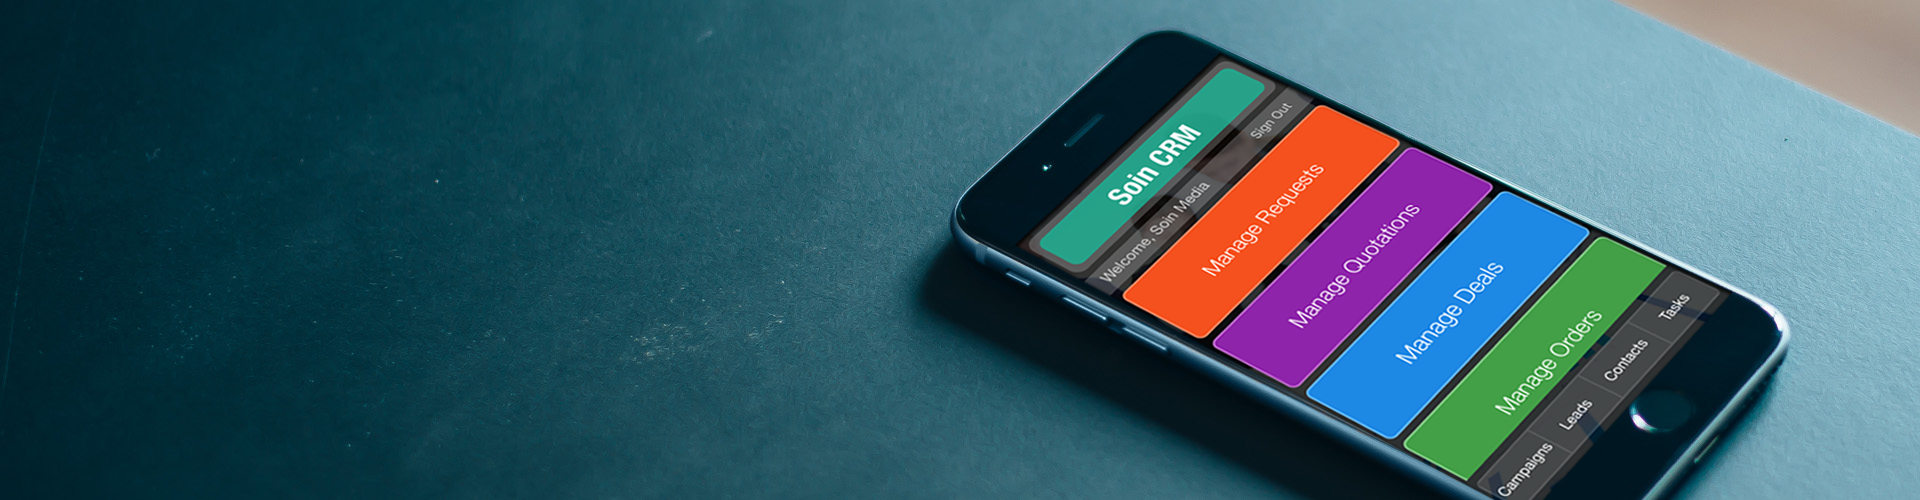 Soin CRM
Welcome, Soin Media
Sign Out
Manage Requests
Manage Quotations
Manage Deals
Manage Orders
Campaigns
Leads
Contacts
Tasks